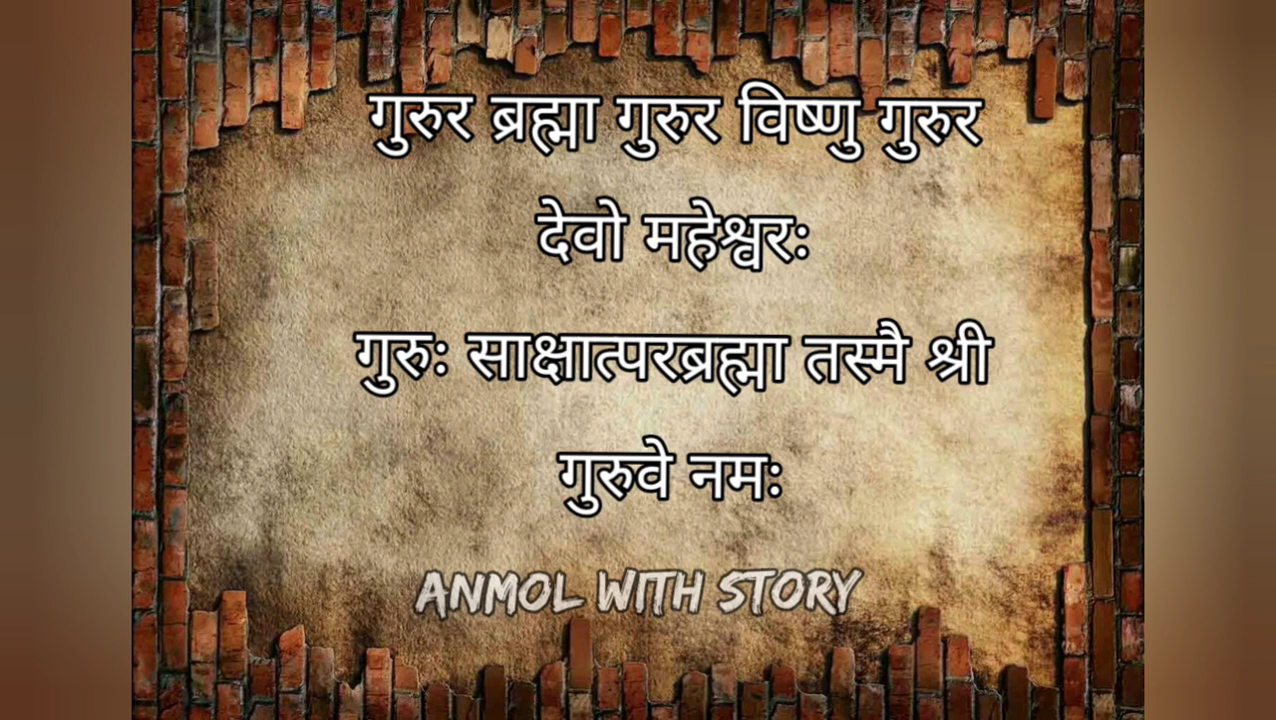 गुरुर ब्रह्मा गुरुर विष्णु गुरुर
देवो महेश्वरः
गुरुः साक्षात्परब्रह्मा तस्मै श्री
गुरुवे नमः
ANMOL WITH STORY